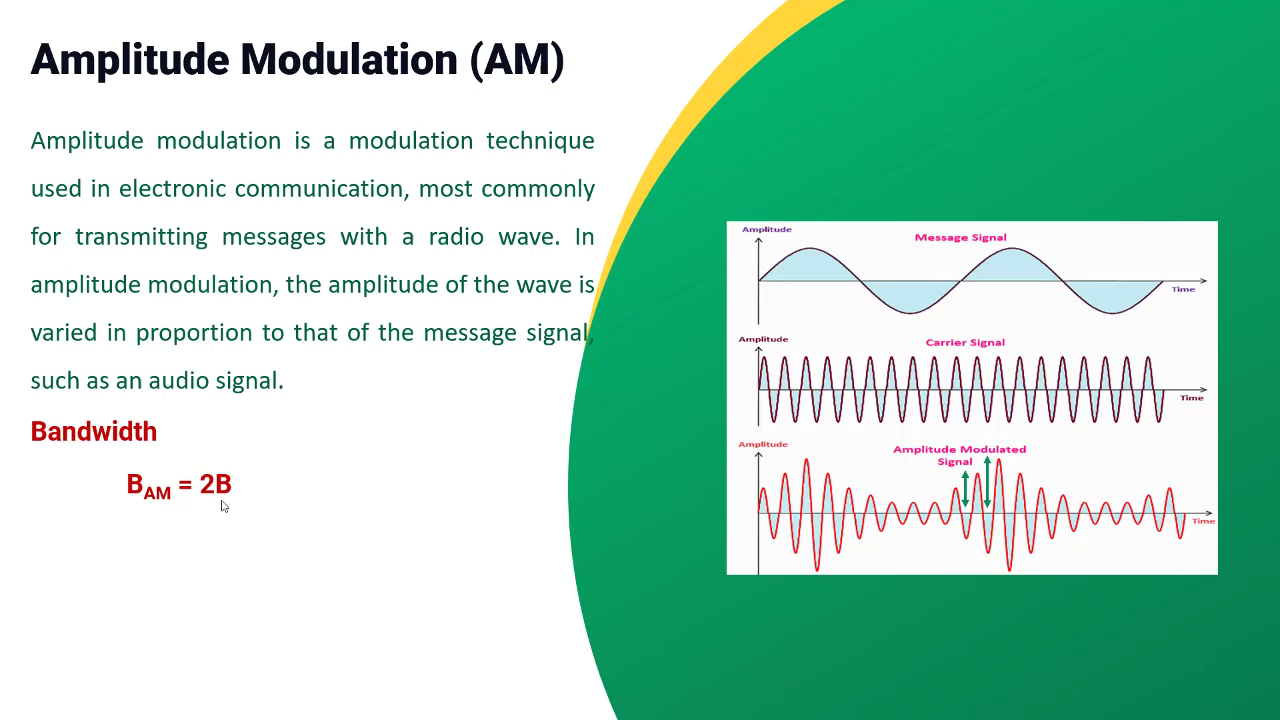 Amplitude Modulation (AM)
Amplitude modulation is a modulation technique
used in electronic communication, most commonly
for transmitting messages with a radio wave. In
amplitude modulation, the amplitude of the wave is
varied in proportion to that of the message signal,
such as an audio signal.
Bandwidth
B_AM = 2B
Amplitude
Message Signal
Time
Amplitude
Carrier Signal
Time
Amplitude
Amplitude Modulated
Signal
Time